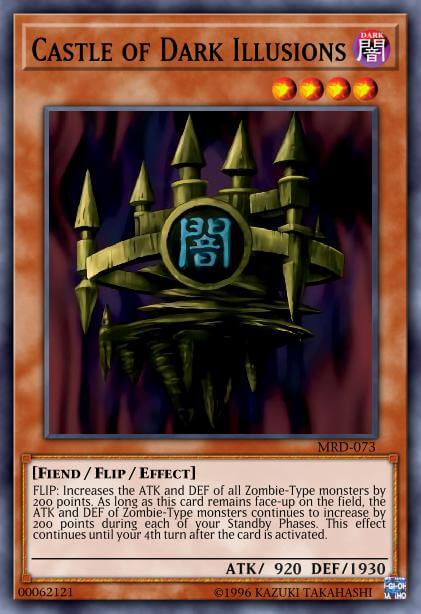 Castle of Dark Illusions
DARK
闇
闇
MRD-073
[Fiend / Flip / Effect]
FLIP: Increases the ATK and DEF of all Zombie-Type monsters by
200 points. As long as this card remains face-up on the field, the
ATK and DEF of Zombie-Type monsters continues to increase by
200 points during each of your Standby Phases. This effect
continues until your 4th turn after the card is activated.
ATK/ 920 DEF/1930
00062121
©1996 KAZUKI TAKAHASHI